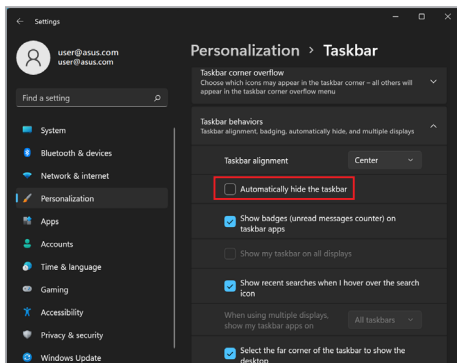 Settings
user@asus.com
user@asus.com
Find a setting
System
Bluetooth & devices
Network & internet
Personalization
Apps
Accounts
Time & language
Gaming
Accessibility
Privacy & security
Windows Update
Personalization > Taskbar
Taskbar corner overflow
Choose which icons may appear in the taskbar corner – all others will
appear in the taskbar corner overflow menu
Taskbar behaviors
Taskbar alignment, badging, automatically hide, and multiple displays
Taskbar alignment
Center
Automatically hide the taskbar
Show badges (unread messages counter) on
taskbar apps
Show my taskbar on all displays
Show recent searches when I hover over the search
icon
When using multiple displays,
show my taskbar apps on
All taskbars
Select the far corner of the taskbar to show the
desktop